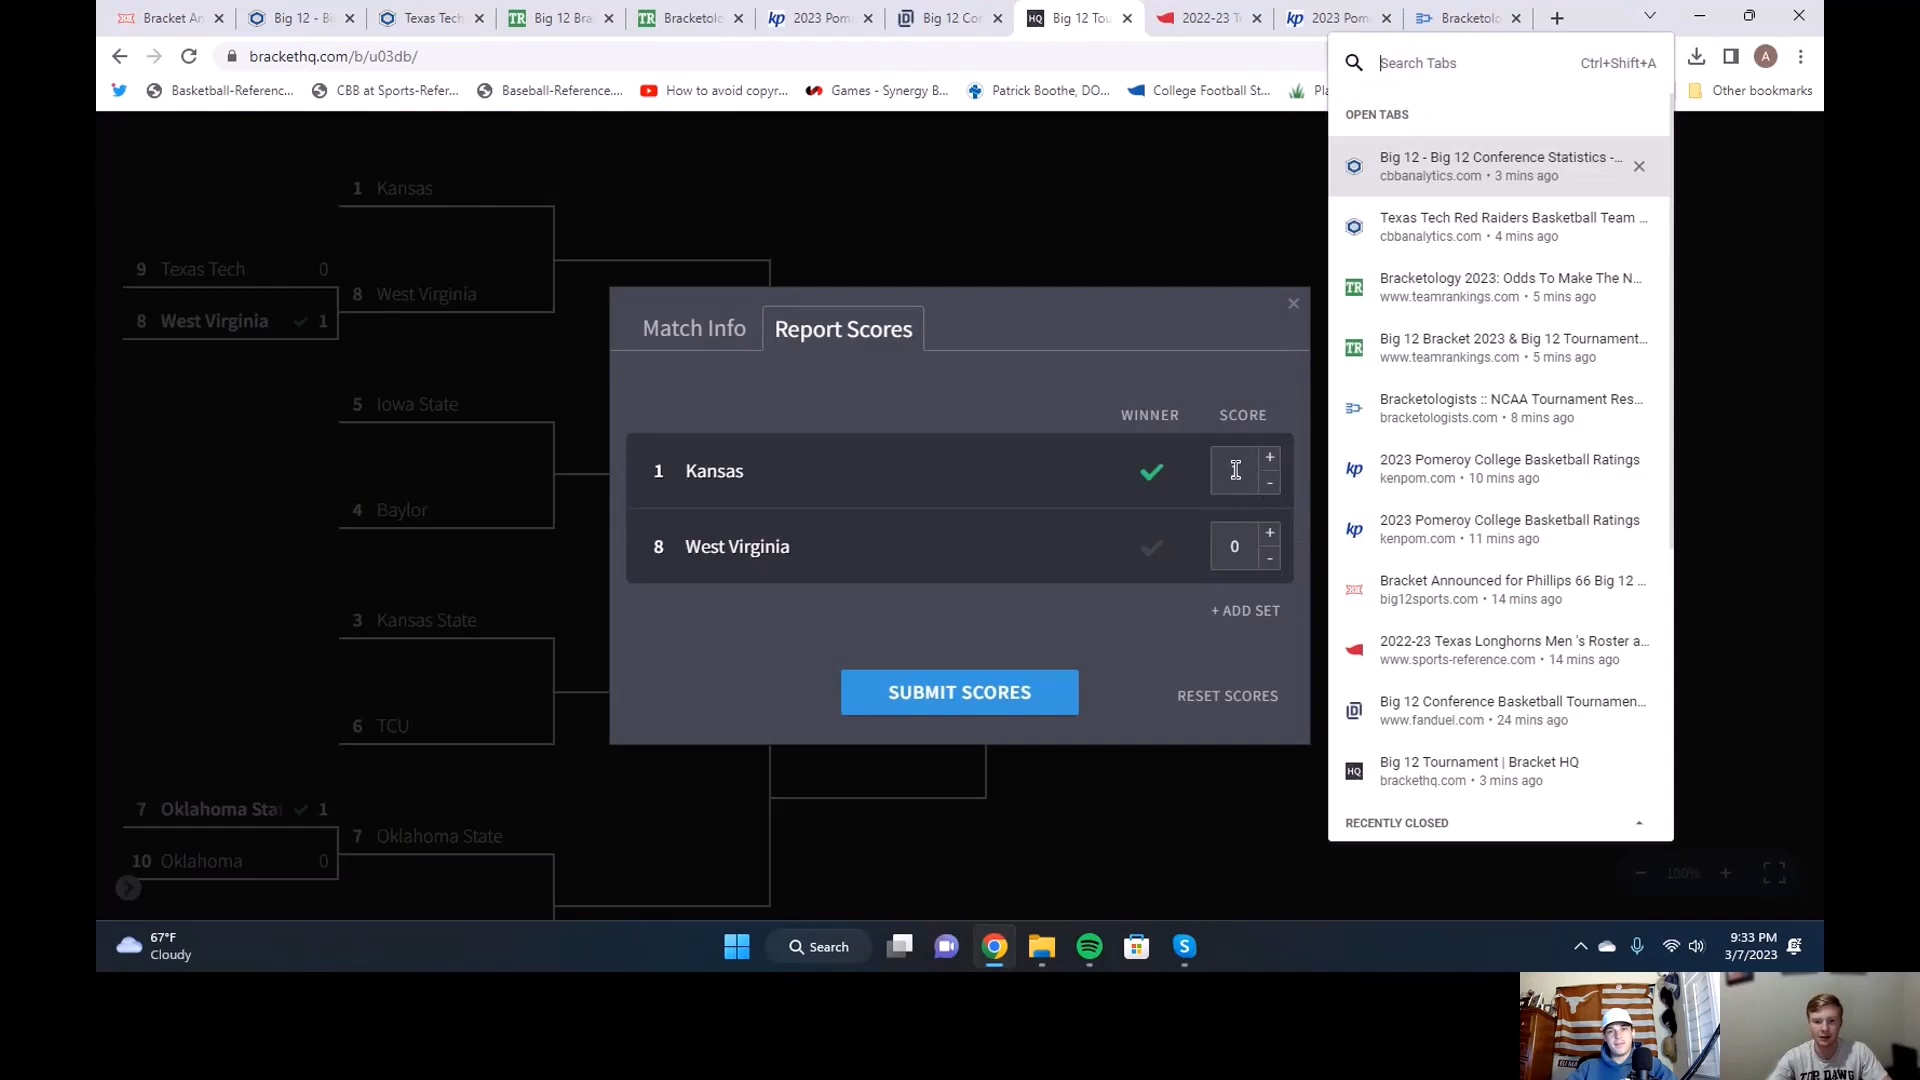 Bracket An
Big 12 - Bi
Texas Tech
Big 12 Bra
Bracketolo
2023 Pom
Big 12 Co
Big 12 Tou
2022-23 T
2023 Pom
Bracketolo
brackethq.com/b/u03db/
Basketball-Referenc...
CBB at Sports-Refer...
Baseball-Reference....
How to avoid copyr...
Games - Synergy B...
Patrick Boothe, DO...
College Football St...
Pla
Other bookmarks
A
Search Tabs
Ctrl+Shift+A
OPEN TABS
Big 12 - Big 12 Conference Statistics -...
cbbanalytics.com • 3 mins ago
Texas Tech Red Raiders Basketball Team ...
cbbanalytics.com • 4 mins ago
Bracketology 2023: Odds To Make The N...
www.teamrankings.com • 5 mins ago
Big 12 Bracket 2023 & Big 12 Tournament...
www.teamrankings.com • 5 mins ago
Bracketologists :: NCAA Tournament Res...
bracketologists.com • 8 mins ago
2023 Pomeroy College Basketball Ratings
kenpom.com • 10 mins ago
2023 Pomeroy College Basketball Ratings
kenpom.com • 11 mins ago
Bracket Announced for Phillips 66 Big 12 ...
big12sports.com • 14 mins ago
2022-23 Texas Longhorns Men 's Roster a...
www.sports-reference.com • 14 mins ago
Big 12 Conference Basketball Tournamen...
www.fanduel.com • 24 mins ago
Big 12 Tournament | Bracket HQ
brackethq.com • 3 mins ago
RECENTLY CLOSED
1 Kansas
9 Texas Tech 0
8 West Virginia
8 West Virginia 1
5 Iowa State
4 Baylor
3 Kansas State
6 TCU
7 Oklahoma Sta 1
7 Oklahoma State
10 Oklahoma 0
Match Info
Report Scores
WINNER SCORE
1 Kansas
8 West Virginia 0
+ ADD SET
SUBMIT SCORES
RESET SCORES
100%
67°F
Cloudy
Search
9:33 PM
3/7/2023
TOP DAWG